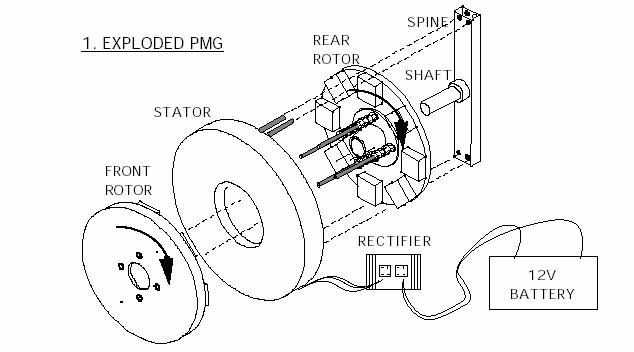 1. EXPLODED PMG
SPINE
REAR
ROTOR
SHAFT
STATOR
FRONT
ROTOR
RECTIFIER
12V
BATTERY